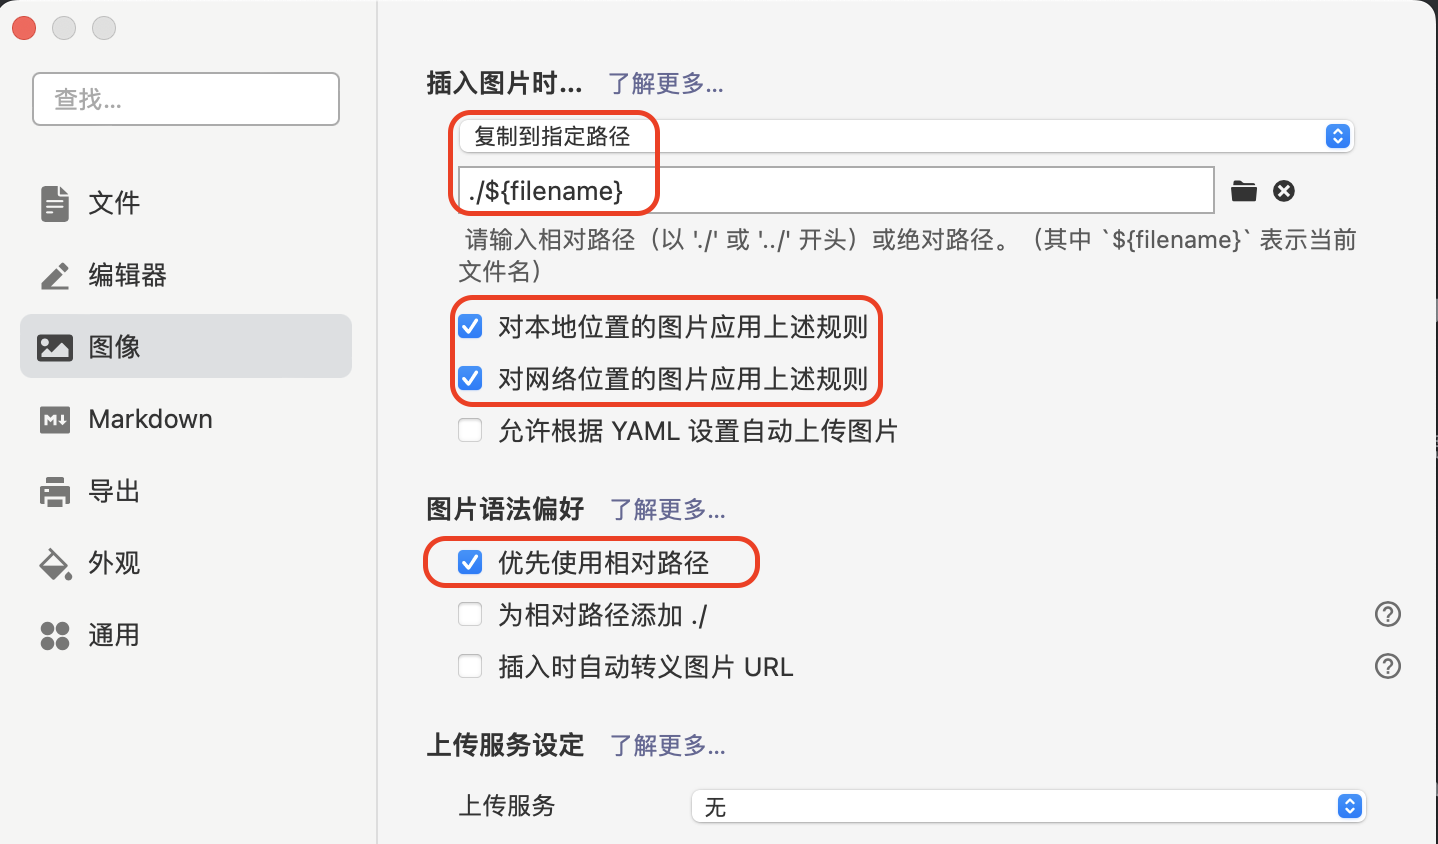 查找...
文件
编辑器
图像
Markdown
导出
外观
通用
插入图片时... 了解更多...
复制到指定路径
./${filename}
请输入相对路径（以 './' 或 '../' 开头）或绝对路径。（其中 `${filename}` 表示当前
文件名）
对本地位置的图片应用上述规则
对网络位置的图片应用上述规则
允许根据 YAML 设置自动上传图片
图片语法偏好 了解更多...
优先使用相对路径
为相对路径添加 ./
插入时自动转义图片 URL
上传服务设定 了解更多...
上传服务 无